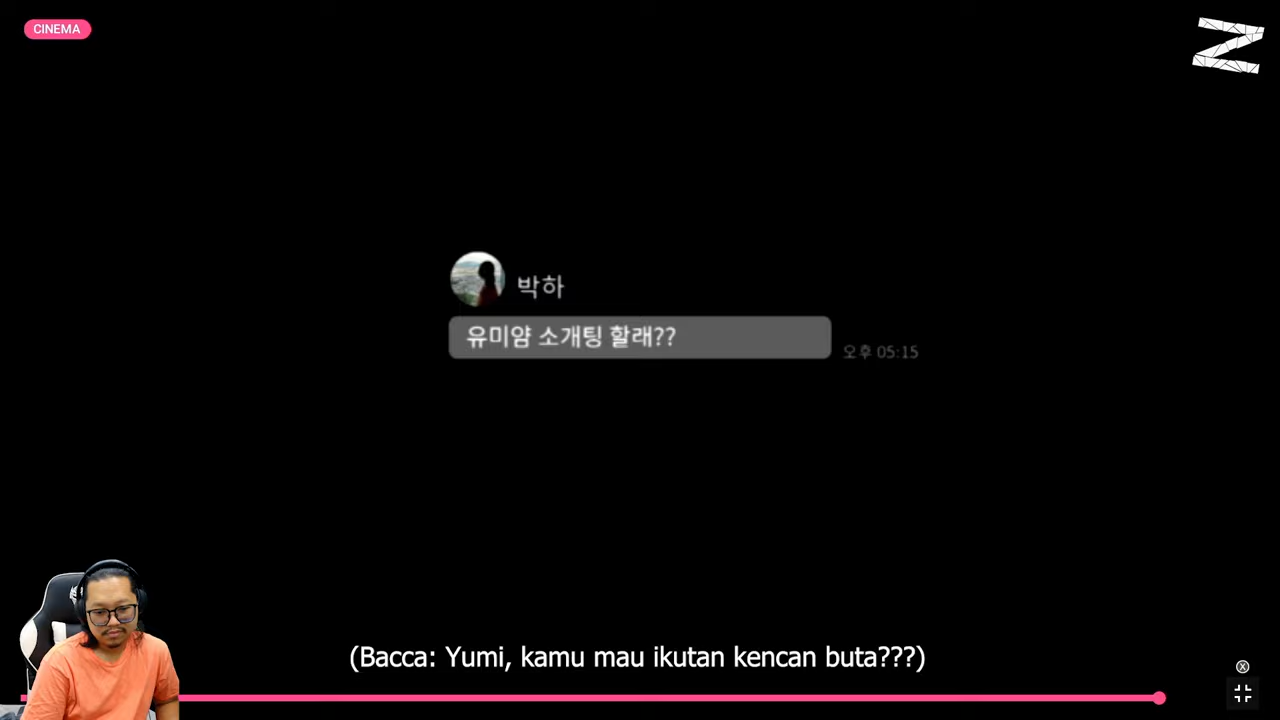 CINEMA
Z
박하
유미얌 소개팅 할래??
오후 05:15
(Bacca: Yumi, kamu mau ikutan kencan buta???)